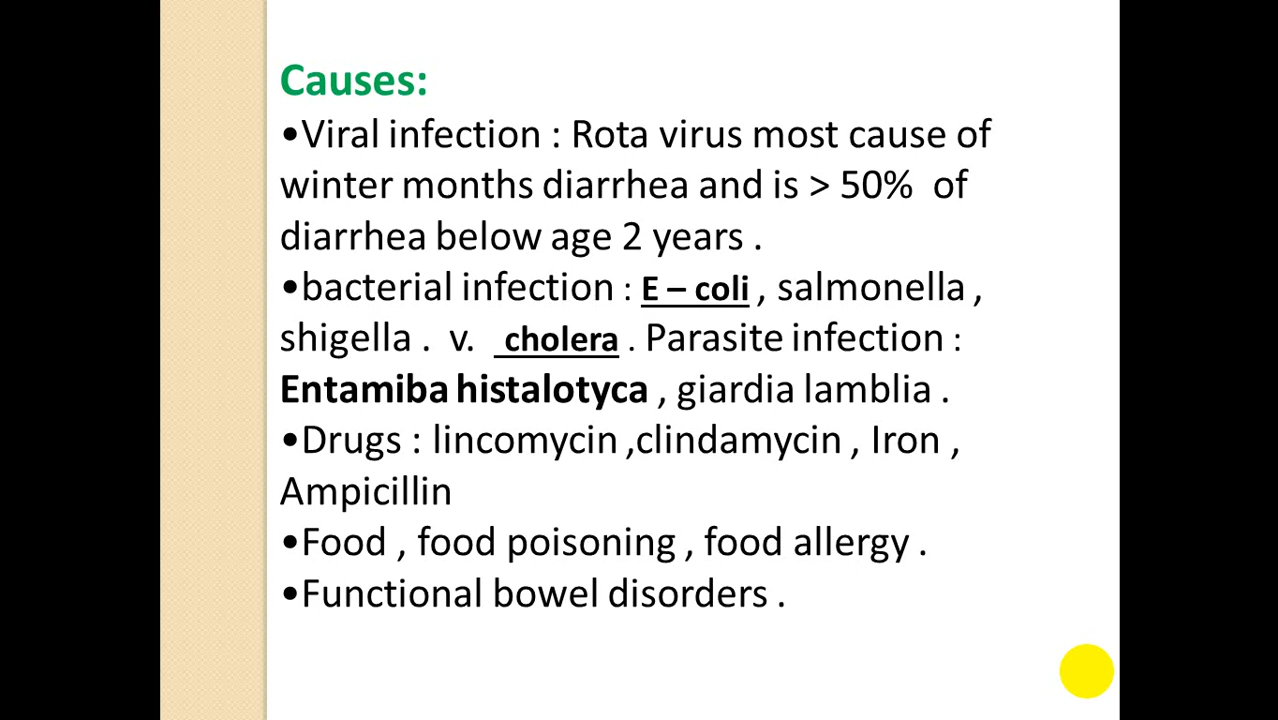 Causes:
•Viral infection : Rota virus most cause of
winter months diarrhea and is > 50% of
diarrhea below age 2 years .
•bacterial infection : E – coli , salmonella ,
shigella . v. cholera . Parasite infection :
Entamiba histalotyca , giardia lamblia .
•Drugs : lincomycin ,clindamycin , Iron ,
Ampicillin
•Food , food poisoning , food allergy .
•Functional bowel disorders .